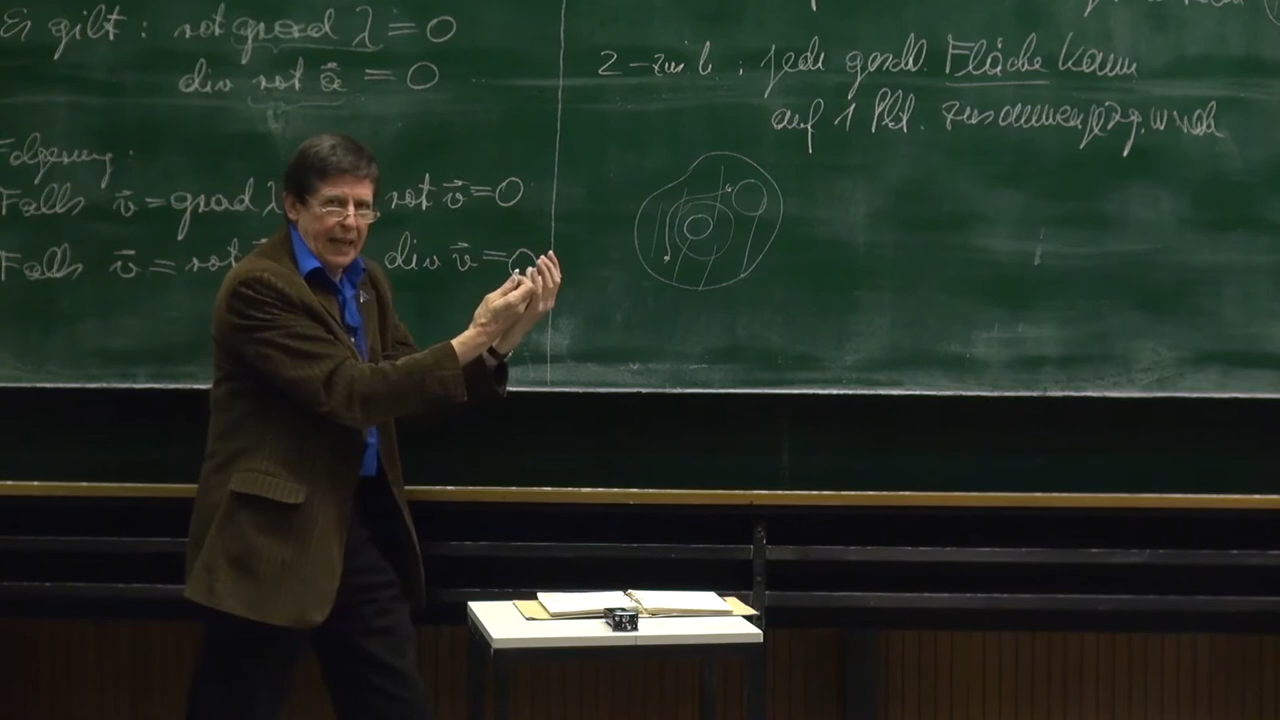 Es gilt : rot grad λ = 0
div rot a⃗ = 0
Folgerung :
Falls v⃗ = grad λ rot v⃗ = 0
Falls v⃗ = rot div v⃗ = 0
2-zus.h. : jede geschl. Fläche kann
auf 1 Pkt. zusammengezg. werden